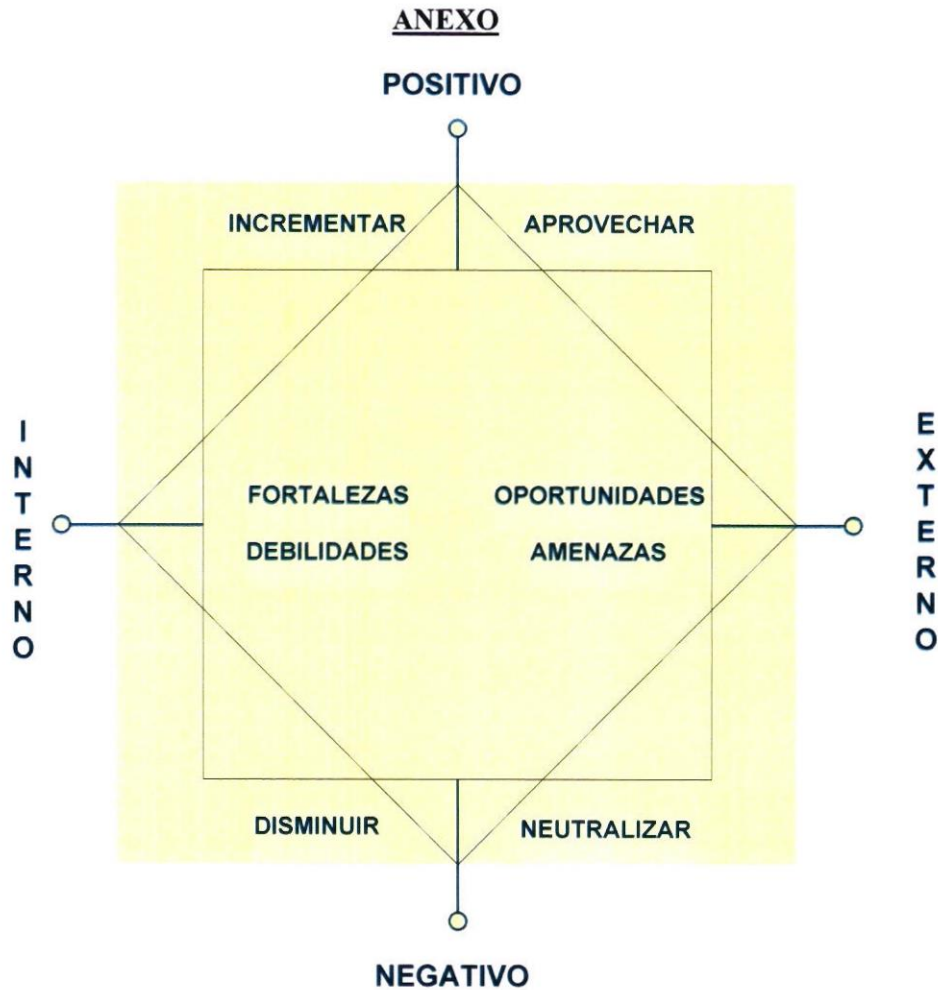 ANEXO
POSITIVO
INCREMENTAR APROVECHAR
INTERNO
FORTALEZAS OPORTUNIDADES
DEBILIDADES AMENAZAS
EXTERNO
DISMINUIR NEUTRALIZAR
NEGATIVO